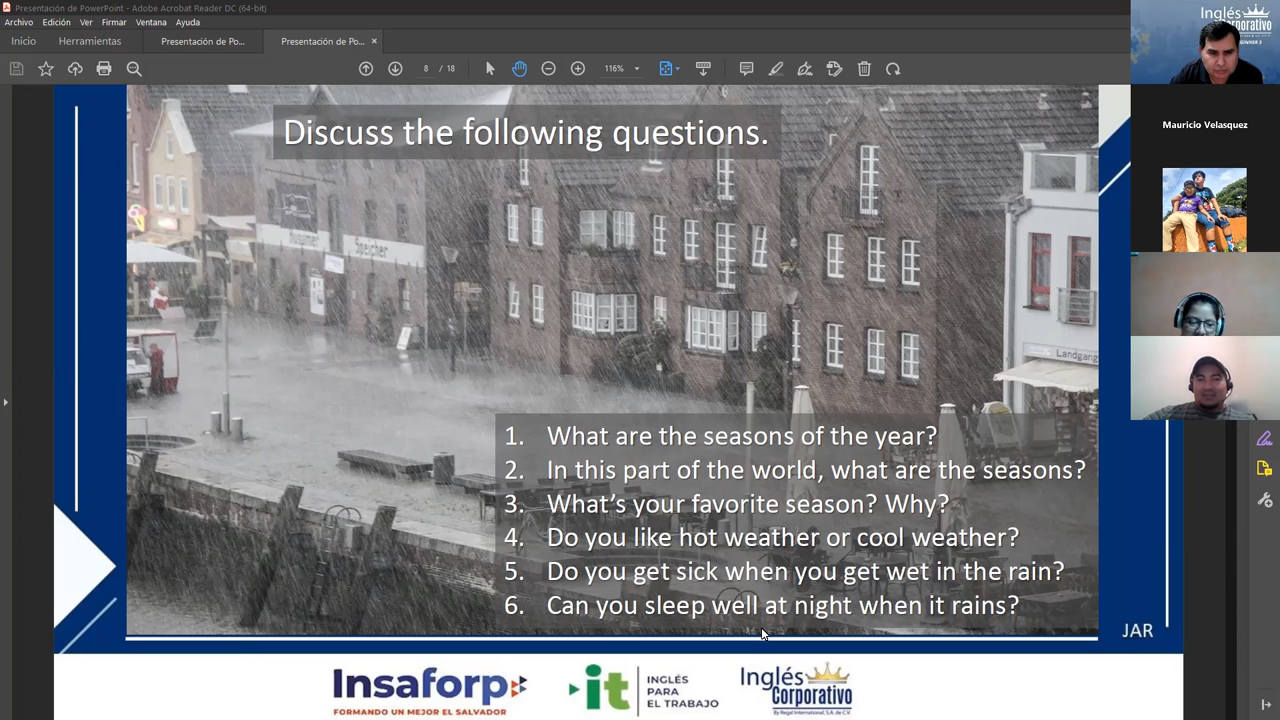 Presentación de PowerPoint - Adobe Acrobat Reader DC (64-bit)
Archivo Edición Ver Firmar Ventana Ayuda
Inicio Herramientas Presentación de Po... Presentación de Po... ×
8 / 18 116%
Discuss the following questions.
Speicher
Landgang
1. What are the seasons of the year?
2. In this part of the world, what are the seasons?
3. What's your favorite season? Why?
4. Do you like hot weather or cool weather?
5. Do you get sick when you get wet in the rain?
6. Can you sleep well at night when it rains?
JAR
Insaforp
FORMANDO UN MEJOR EL SALVADOR
it
INGLÉS
PARA
EL TRABAJO
Inglés
Corporativo
By Regal International, S.A. de C.V.
Inglés
Corporativo
Mauricio Velasquez